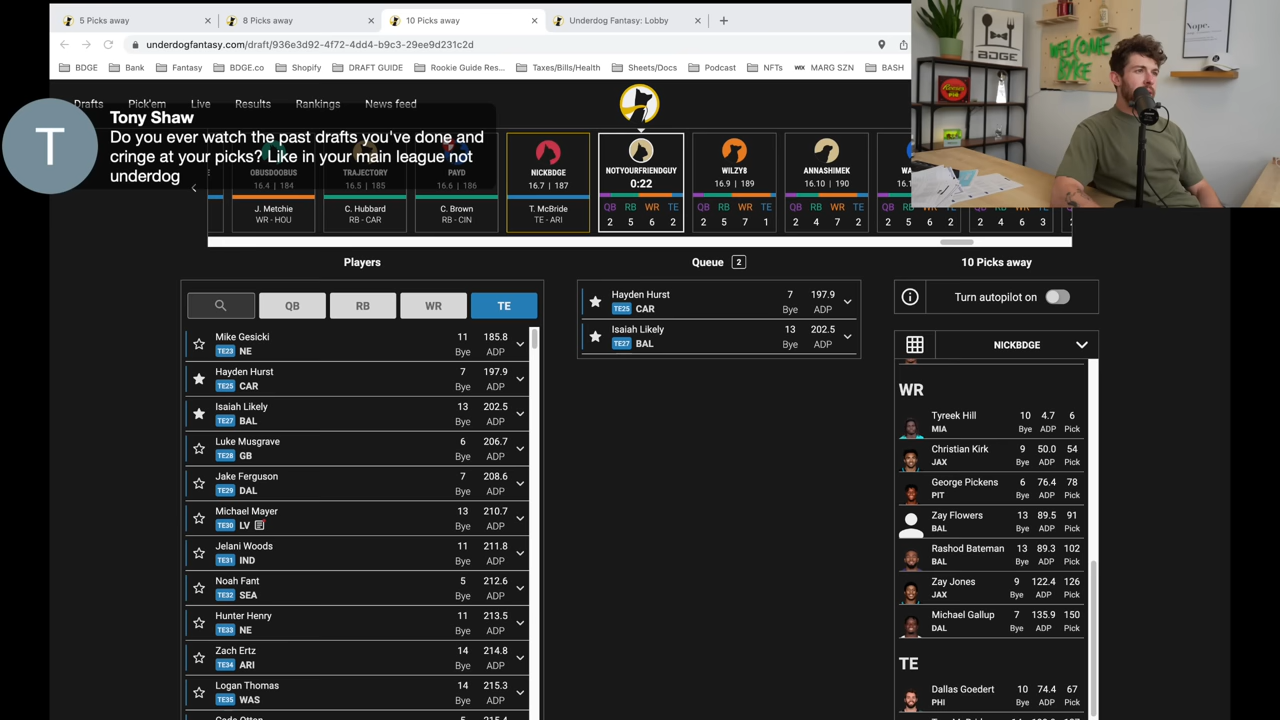 5 Picks away
8 Picks away
10 Picks away
Underdog Fantasy: Lobby
underdogfantasy.com/draft/936e3d92-4f72-4dd4-b9c3-29ee9d231c2d
BDGE
Bank
Fantasy
BDGE.co
Shopify
DRAFT GUIDE
Rookie Guide Res...
Taxes/Bills/Health
Sheets/Docs
Podcast
NFTs
WIX MARG SZN
BASH
BDGE
WELCOME BYKE
Nope.
Reese's
Drafts
Pick'em
Live
Results
Rankings
News feed
T
Tony Shaw
Do you ever watch the past drafts you've done and
cringe at your picks? Like in your main league not
underdog
OBUSDOOBUS
16.4 | 184
J. Metchie
WR - HOU
TRAJECTORY
16.5 | 185
C. Hubbard
RB - CAR
PAYD
16.6 | 186
C. Brown
RB - CIN
NICKBDGE
16.7 | 187
T. McBride
TE - ARI
NOTYOURFRIENDGUY
0:22
QB RB WR TE
2 5 6 2
WILZY8
16.9 | 189
QB RB WR TE
2 5 7 1
ANNASHIMEK
16.10 | 190
QB RB WR TE
2 4 7 2
WA
16
QB RB WR TE
2 4 6 3
Players
Queue 2
10 Picks away
QB
RB
WR
TE
Mike Gesicki 11 185.8
TE23 NE Bye ADP
Hayden Hurst 7 197.9
TE25 CAR Bye ADP
Isaiah Likely 13 202.5
TE27 BAL Bye ADP
Luke Musgrave 6 206.7
TE28 GB Bye ADP
Jake Ferguson 7 208.6
TE29 DAL Bye ADP
Michael Mayer 13 210.7
TE30 LV Bye ADP
Jelani Woods 11 211.8
TE31 IND Bye ADP
Noah Fant 5 212.6
TE32 SEA Bye ADP
Hunter Henry 11 213.5
TE33 NE Bye ADP
Zach Ertz 14 214.8
TE34 ARI Bye ADP
Logan Thomas 14 215.3
TE35 WAS Bye ADP
Hayden Hurst 7 197.9
TE25 CAR Bye ADP
Isaiah Likely 13 202.5
TE27 BAL Bye ADP
Turn autopilot on
NICKBDGE
WR
Tyreek Hill 10 4.7 6
MIA Bye ADP Pick
Christian Kirk 9 50.0 54
JAX Bye ADP Pick
George Pickens 6 76.4 78
PIT Bye ADP Pick
Zay Flowers 13 89.5 91
BAL Bye ADP Pick
Rashod Bateman 13 89.3 102
BAL Bye ADP Pick
Zay Jones 9 122.4 126
JAX Bye ADP Pick
Michael Gallup 7 135.9 150
DAL Bye ADP Pick
TE
Dallas Goedert 10 74.4 67
PHI Bye ADP Pick